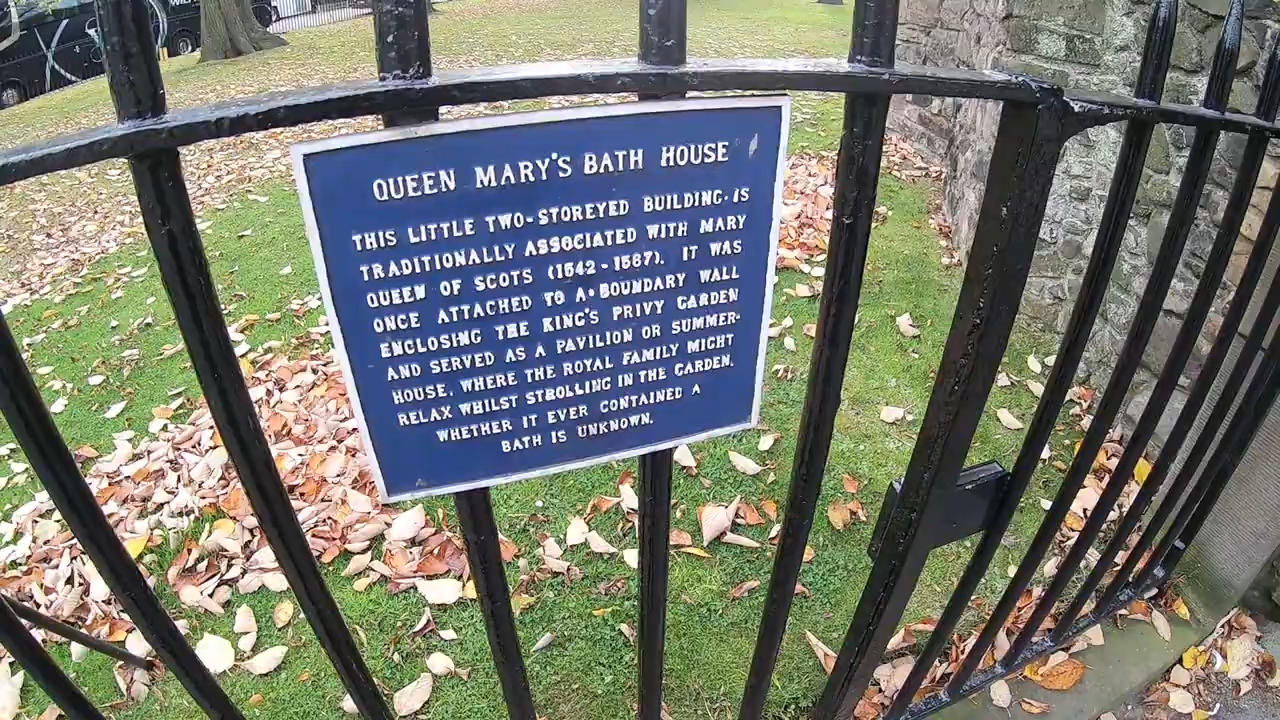 QUEEN MARY'S BATH HOUSE
THIS LITTLE TWO-STOREYED BUILDING IS
TRADITIONALLY ASSOCIATED WITH MARY
QUEEN OF SCOTS (1542-1587). IT WAS
ONCE ATTACHED TO A BOUNDARY WALL
ENCLOSING THE KING'S PRIVY GARDEN
AND SERVED AS A PAVILION OR SUMMER-
HOUSE, WHERE THE ROYAL FAMILY MIGHT
RELAX WHILST STROLLING IN THE GARDEN.
WHETHER IT EVER CONTAINED A
BATH IS UNKNOWN.